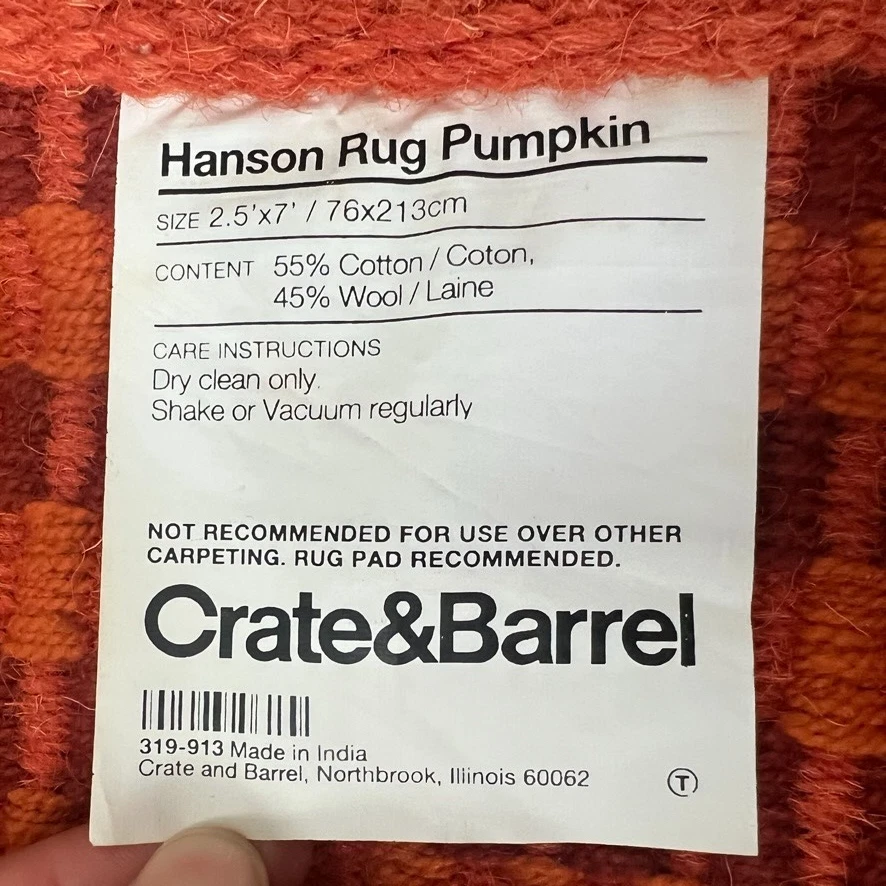 Hanson Rug Pumpkin
SIZE 2.5'x7' / 76x213cm
CONTENT 55% Cotton / Coton,
45% Wool / Laine
CARE INSTRUCTIONS
Dry clean only.
Shake or Vacuum regularly
NOT RECOMMENDED FOR USE OVER OTHER
CARPETING. RUG PAD RECOMMENDED.
Crate&Barrel
319-913 Made in India
Crate and Barrel, Northbrook, Illinois 60062
T